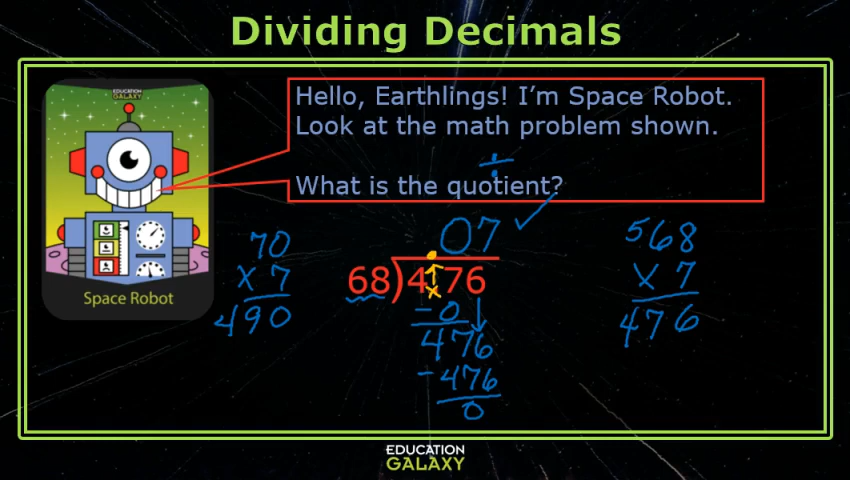 Dividing Decimals
EDUCATION
GALAXY
Hello, Earthlings! I'm Space Robot.
Look at the math problem shown.
÷
What is the quotient?
Space Robot
70
X 7
490
.07
68)4.76
-0
476
-476
0
568
X 7
476
EDUCATION
GALAXY